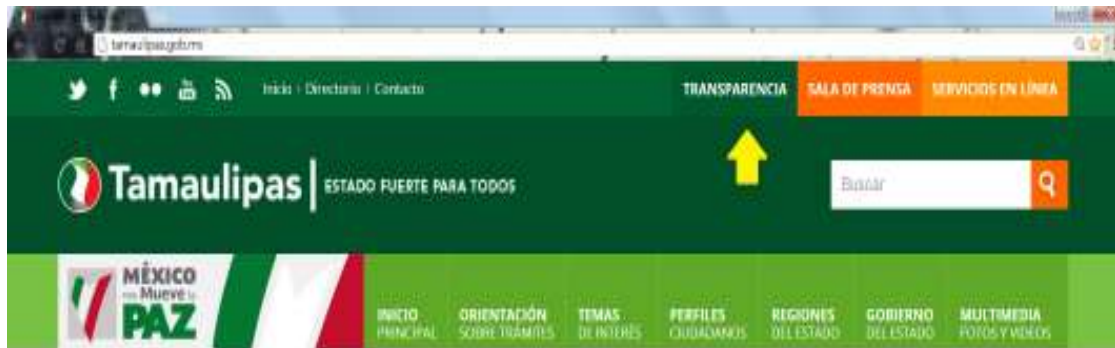 tamaulipas.gob.mx
Inicio | Directorio | Contacto
TRANSPARENCIA
SALA DE PRENSA
SERVICIOS EN LÍNEA
Tamaulipas
ESTADO FUERTE PARA TODOS
Buscar
MÉXICO
Mueve
PAZ
INICIO
PRINCIPAL
ORIENTACIÓN
SOBRE TRÁMITES
TEMAS
DE INTERÉS
PERFILES
CIUDADANOS
REGIONES
DEL ESTADO
GOBIERNO
DEL ESTADO
MULTIMEDIA
FOTOS Y VIDEOS